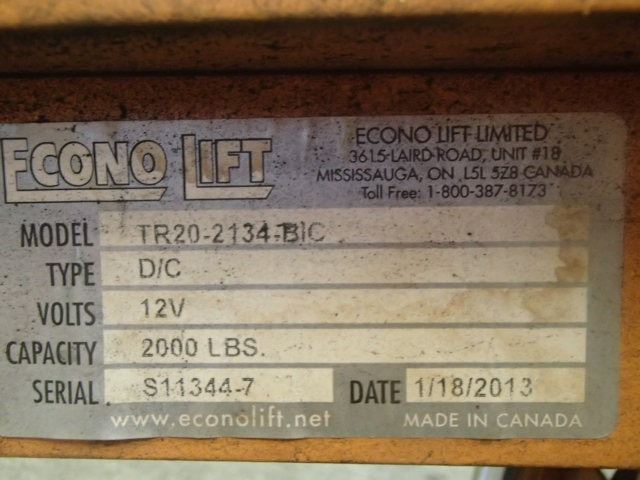 ECONO LIFT
ECONO LIFT LIMITED
3615 LAIRD ROAD, UNIT #18
MISSISSAUGA, ON L5L 5Z8 CANADA
Toll Free: 1-800-387-8173
MODEL TR20-2134-BIC
TYPE D/C
VOLTS 12V
CAPACITY 2000 LBS.
SERIAL S11344-7 DATE 1/18/2013
www.econolift.net MADE IN CANADA